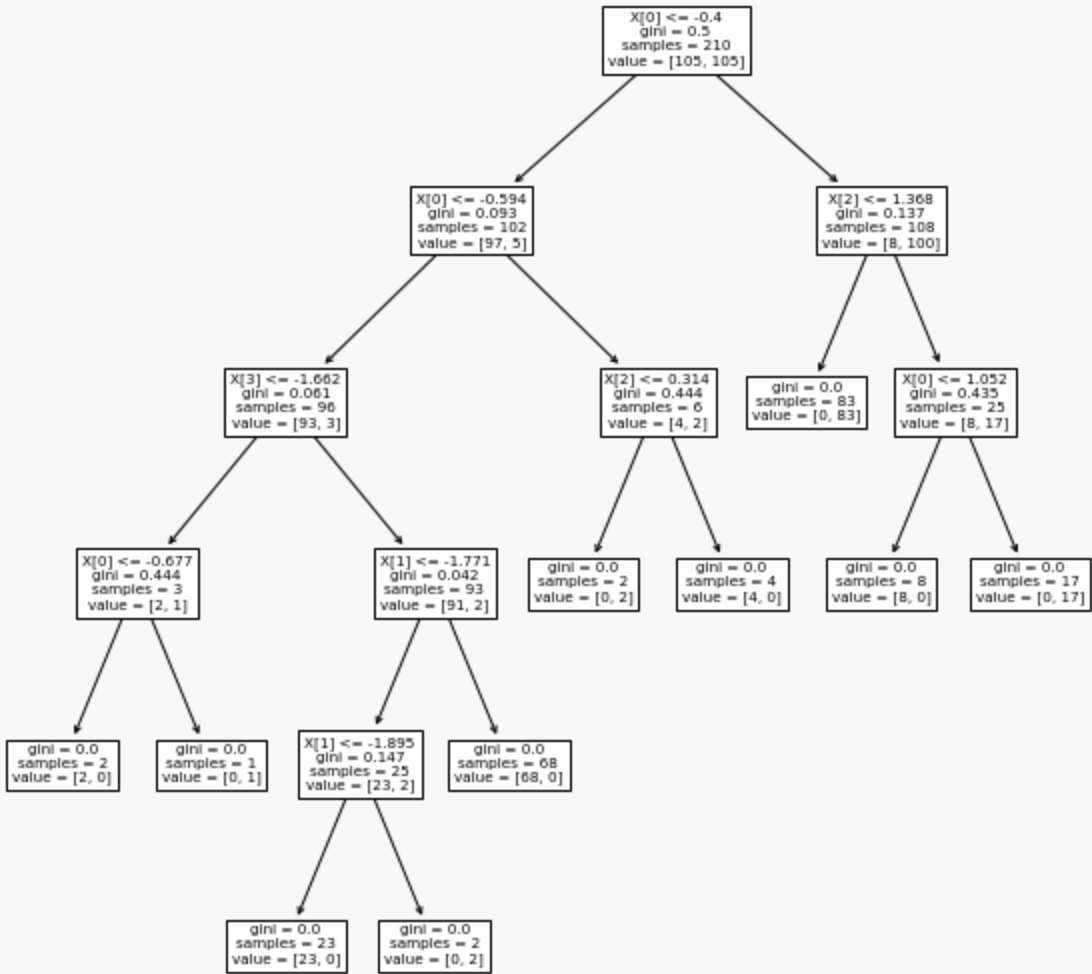 X[0] <= -0.4
gini = 0.5
samples = 210
value = [105, 105]
X[0] <= -0.594
gini = 0.093
samples = 102
value = [97, 5]
X[2] <= 1.368
gini = 0.137
samples = 108
value = [8, 100]
X[3] <= -1.662
gini = 0.061
samples = 96
value = [93, 3]
X[2] <= 0.314
gini = 0.444
samples = 6
value = [4, 2]
gini = 0.0
samples = 83
value = [0, 83]
X[0] <= 1.052
gini = 0.435
samples = 25
value = [8, 17]
X[0] <= -0.677
gini = 0.444
samples = 3
value = [2, 1]
X[1] <= -1.771
gini = 0.042
samples = 93
value = [91, 2]
gini = 0.0
samples = 2
value = [0, 2]
gini = 0.0
samples = 4
value = [4, 0]
gini = 0.0
samples = 8
value = [8, 0]
gini = 0.0
samples = 17
value = [0, 17]
gini = 0.0
samples = 2
value = [2, 0]
gini = 0.0
samples = 1
value = [0, 1]
X[1] <= -1.895
gini = 0.147
samples = 25
value = [23, 2]
gini = 0.0
samples = 68
value = [68, 0]
gini = 0.0
samples = 23
value = [23, 0]
gini = 0.0
samples = 2
value = [0, 2]